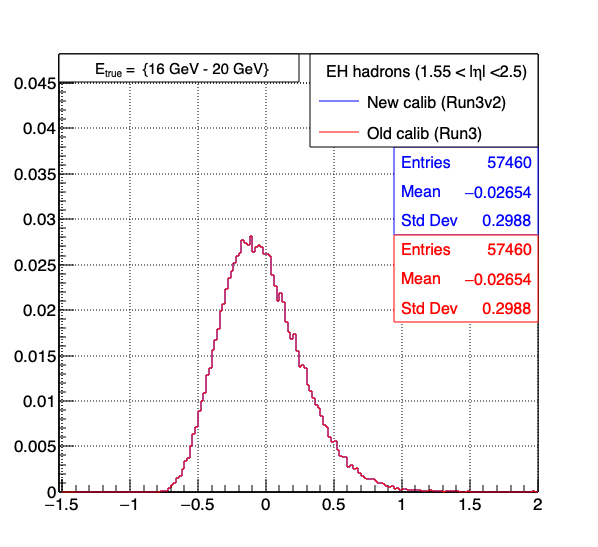 E_true = {16 GeV - 20 GeV}
EH hadrons (1.55 < |η| <2.5)
New calib (Run3v2)
Old calib (Run3)
Entries 57460
Mean −0.02654
Std Dev 0.2988
Entries 57460
Mean −0.02654
Std Dev 0.2988
0.045
0.04
0.035
0.03
0.025
0.02
0.015
0.01
0.005
0
−1.5 −1 −0.5 0 0.5 1 1.5 2